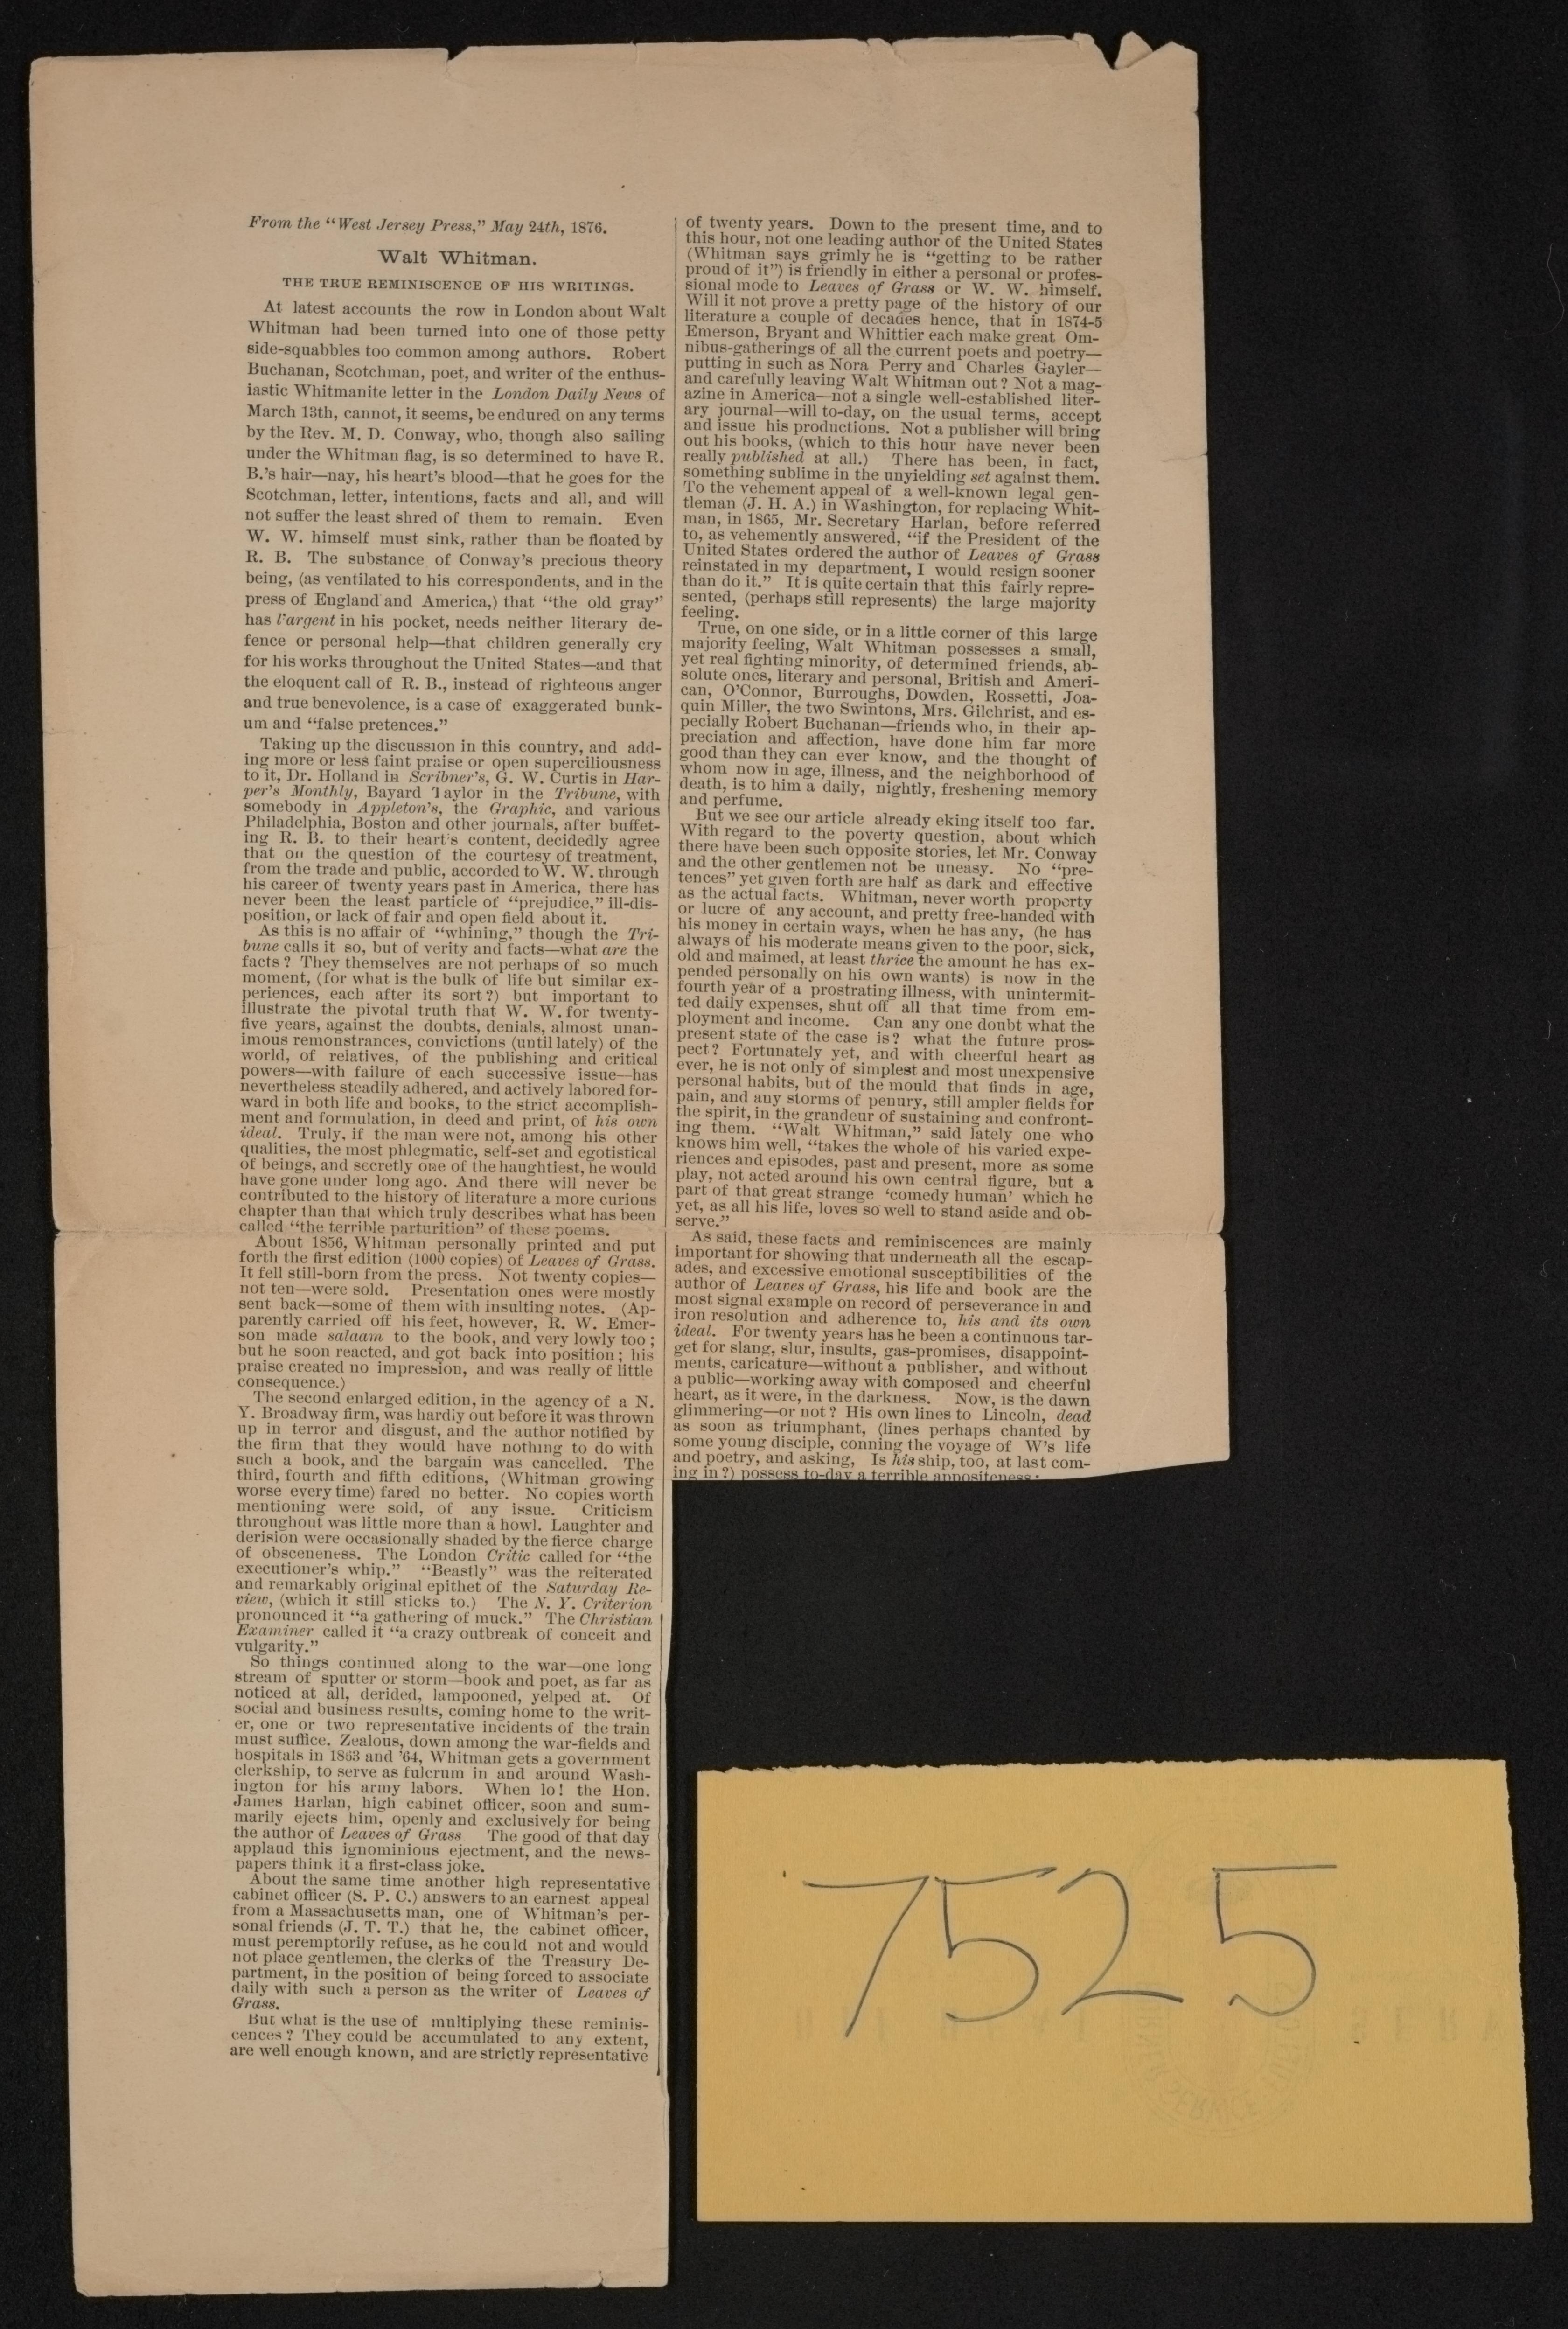 From the "West Jersey Press," May 24th, 1876.
Walt Whitman.
THE TRUE REMINISCENCE OF HIS WRITINGS.
At latest accounts the row in London about Walt
Whitman had been turned into one of those petty
side-squabbles too common among authors. Robert
Buchanan, Scotchman, poet, and writer of the enthus-
iastic Whitmanite letter in the London Daily News of
March 13th, cannot, it seems, be endured on any terms
by the Rev. M. D. Conway, who, though also sailing
under the Whitman flag, is so determined to have R.
B.'s hair—nay, his heart's blood—that he goes for the
Scotchman, letter, intentions, facts and all, and will
not suffer the least shred of them to remain. Even
W. W. himself must sink, rather than be floated by
R. B. The substance of Conway's precious theory
being, (as ventilated to his correspondents, and in the
press of England and America,) that "the old gray"
has l'argent in his pocket, needs neither literary de-
fence or personal help—that children generally cry
for his works throughout the United States—and that
the eloquent call of R. B., instead of righteous anger
and true benevolence, is a case of exaggerated bunk-
um and "false pretences."
Taking up the discussion in this country, and add-
ing more or less faint praise or open superciliousness
to it, Dr. Holland in Scribner's, G. W. Curtis in Har-
per's Monthly, Bayard Taylor in the Tribune, with
somebody in Appleton's, the Graphic, and various
Philadelphia, Boston and other journals, after buffet-
ing R. B. to their heart's content, decidedly agree
that on the question of the courtesy of treatment,
from the trade and public, accorded to W. W. through
his career of twenty years past in America, there has
never been the least particle of "prejudice," ill-dis-
position, or lack of fair and open field about it.
As this is no affair of "whining," though the Tri-
bune calls it so, but of verity and facts—what are the
facts? They themselves are not perhaps of so much
moment, (for what is the bulk of life but similar ex-
periences, each after its sort?) but important to
illustrate the pivotal truth that W. W. for twenty-
five years, against the doubts, denials, almost unan-
imous remonstrances, convictions (until lately) of the
world, of relatives, of the publishing and critical
powers—with failure of each successive issue—has
nevertheless steadily adhered, and actively labored for-
ward in both life and books, to the strict accomplish-
ment and formulation, in deed and print, of his own
ideal. Truly, if the man were not, among his other
qualities, the most phlegmatic, self-set and egotistical
of beings, and secretly one of the haughtiest, he would
have gone under long ago. And there will never be
contributed to the history of literature a more curious
chapter than that which truly describes what has been
called "the terrible parturition" of these poems.
About 1856, Whitman personally printed and put
forth the first edition (1000 copies) of Leaves of Grass.
It fell still-born from the press. Not twenty copies—
not ten—were sold. Presentation ones were mostly
sent back—some of them with insulting notes. (Ap-
parently carried off his feet, however, R. W. Emer-
son made salaam to the book, and very lowly too;
but he soon reacted, and got back into position; his
praise created no impression, and was really of little
consequence.)
The second enlarged edition, in the agency of a N.
Y. Broadway firm, was hardly out before it was thrown
up in terror and disgust, and the author notified by
the firm that they would have nothing to do with
such a book, and the bargain was cancelled. The
third, fourth and fifth editions, (Whitman growing
worse every time) fared no better. No copies worth
mentioning were sold, of any issue. Criticism
throughout was little more than a howl. Laughter and
derision were occasionally shaded by the fierce charge
of obsceneness. The London Critic called for "the
executioner's whip." "Beastly" was the reiterated
and remarkably original epithet of the Saturday Re-
view, (which it still sticks to.) The N. Y. Criterion
pronounced it "a gathering of muck." The Christian
Examiner called it "a crazy outbreak of conceit and
vulgarity."
So things continued along to the war—one long
stream of sputter or storm—book and poet, as far as
noticed at all, derided, lampooned, yelped at. Of
social and business results, coming home to the writ-
er, one or two representative incidents of the train
must suffice. Zealous, down among the war-fields and
hospitals in 1863 and '64, Whitman gets a government
clerkship, to serve as fulcrum in and around Wash-
ington for his army labors. When lo! the Hon.
James Harlan, high cabinet officer, soon and sum-
marily ejects him, openly and exclusively for being
the author of Leaves of Grass The good of that day
applaud this ignominious ejectment, and the news-
papers think it a first-class joke.
About the same time another high representative
cabinet officer (S. P. C.) answers to an earnest appeal
from a Massachusetts man, one of Whitman's per-
sonal friends (J. T. T.) that he, the cabinet officer,
must peremptorily refuse, as he could not and would
not place gentlemen, the clerks of the Treasury De-
partment, in the position of being forced to associate
daily with such a person as the writer of Leaves of
Grass.
But what is the use of multiplying these reminis-
cences? They could be accumulated to any extent,
are well enough known, and are strictly representative
of twenty years. Down to the present time, and to
this hour, not one leading author of the United States
(Whitman says grimly he is "getting to be rather
proud of it") is friendly in either a personal or profes-
sional mode to Leaves of Grass or W. W. himself.
Will it not prove a pretty page of the history of our
literature a couple of decades hence, that in 1874-5
Emerson, Bryant and Whittier each make great Om-
nibus-gatherings of all the current poets and poetry—
putting in such as Nora Perry and Charles Gayler—
and carefully leaving Walt Whitman out? Not a mag-
azine in America—not a single well-established liter-
ary journal—will to-day, on the usual terms, accept
and issue his productions. Not a publisher will bring
out his books, (which to this hour have never been
really published at all.) There has been, in fact,
something sublime in the unyielding set against them.
To the vehement appeal of a well-known legal gen-
tleman (J. H. A.) in Washington, for replacing Whit-
man, in 1865, Mr. Secretary Harlan, before referred
to, as vehemently answered, "if the President of the
United States ordered the author of Leaves of Grass
reinstated in my department, I would resign sooner
than do it." It is quite certain that this fairly repre-
sented, (perhaps still represents) the large majority
feeling.
True, on one side, or in a little corner of this large
majority feeling, Walt Whitman possesses a small,
yet real fighting minority, of determined friends, ab-
solute ones, literary and personal, British and Ameri-
can, O'Connor, Burroughs, Dowden, Rossetti, Joa-
quin Miller, the two Swintons, Mrs. Gilchrist, and es-
pecially Robert Buchanan—friends who, in their ap-
preciation and affection, have done him far more
good than they can ever know, and the thought of
whom now in age, illness, and the neighborhood of
death, is to him a daily, nightly, freshening memory
and perfume.
But we see our article already eking itself too far.
With regard to the poverty question, about which
there have been such opposite stories, let Mr. Conway
and the other gentlemen not be uneasy. No "pre-
tences" yet given forth are half as dark and effective
as the actual facts. Whitman, never worth property
or lucre of any account, and pretty free-handed with
his money in certain ways, when he has any, (he has
always of his moderate means given to the poor, sick,
old and maimed, at least thrice the amount he has ex-
pended personally on his own wants) is now in the
fourth year of a prostrating illness, with unintermit-
ted daily expenses, shut off all that time from em-
ployment and income. Can any one doubt what the
present state of the case is? what the future pros-
pect? Fortunately yet, and with cheerful heart as
ever, he is not only of simplest and most unexpensive
personal habits, but of the mould that finds in age,
pain, and any storms of penury, still ampler fields for
the spirit, in the grandeur of sustaining and confront-
ing them. "Walt Whitman," said lately one who
knows him well, "takes the whole of his varied expe-
riences and episodes, past and present, more as some
play, not acted around his own central figure, but a
part of that great strange 'comedy human' which he
yet, as all his life, loves so well to stand aside and ob-
serve."
As said, these facts and reminiscences are mainly
important for showing that underneath all the escap-
ades, and excessive emotional susceptibilities of the
author of Leaves of Grass, his life and book are the
most signal example on record of perseverance in and
iron resolution and adherence to, his and its own
ideal. For twenty years has he been a continuous tar-
get for slang, slur, insults, gas-promises, disappoint-
ments, caricature—without a publisher, and without
a public—working away with composed and cheerful
heart, as it were, in the darkness. Now, is the dawn
glimmering—or not? His own lines to Lincoln, dead
as soon as triumphant, (lines perhaps chanted by
some young disciple, conning the voyage of W's life
and poetry, and asking, Is his ship, too, at last com-
ing in?) possess to-day a terrible appositeness:
7525